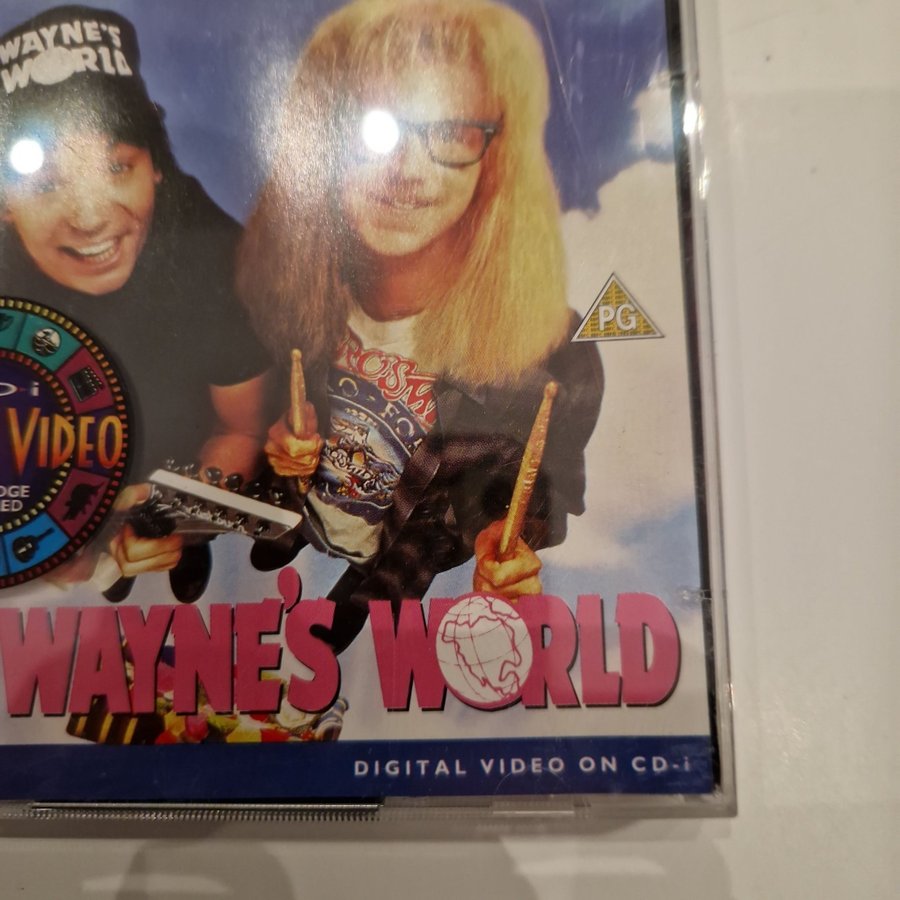 WAYNE'S
WORLD
PG
VIDEO
WAYNE'S WORLD
DIGITAL VIDEO ON CD-i